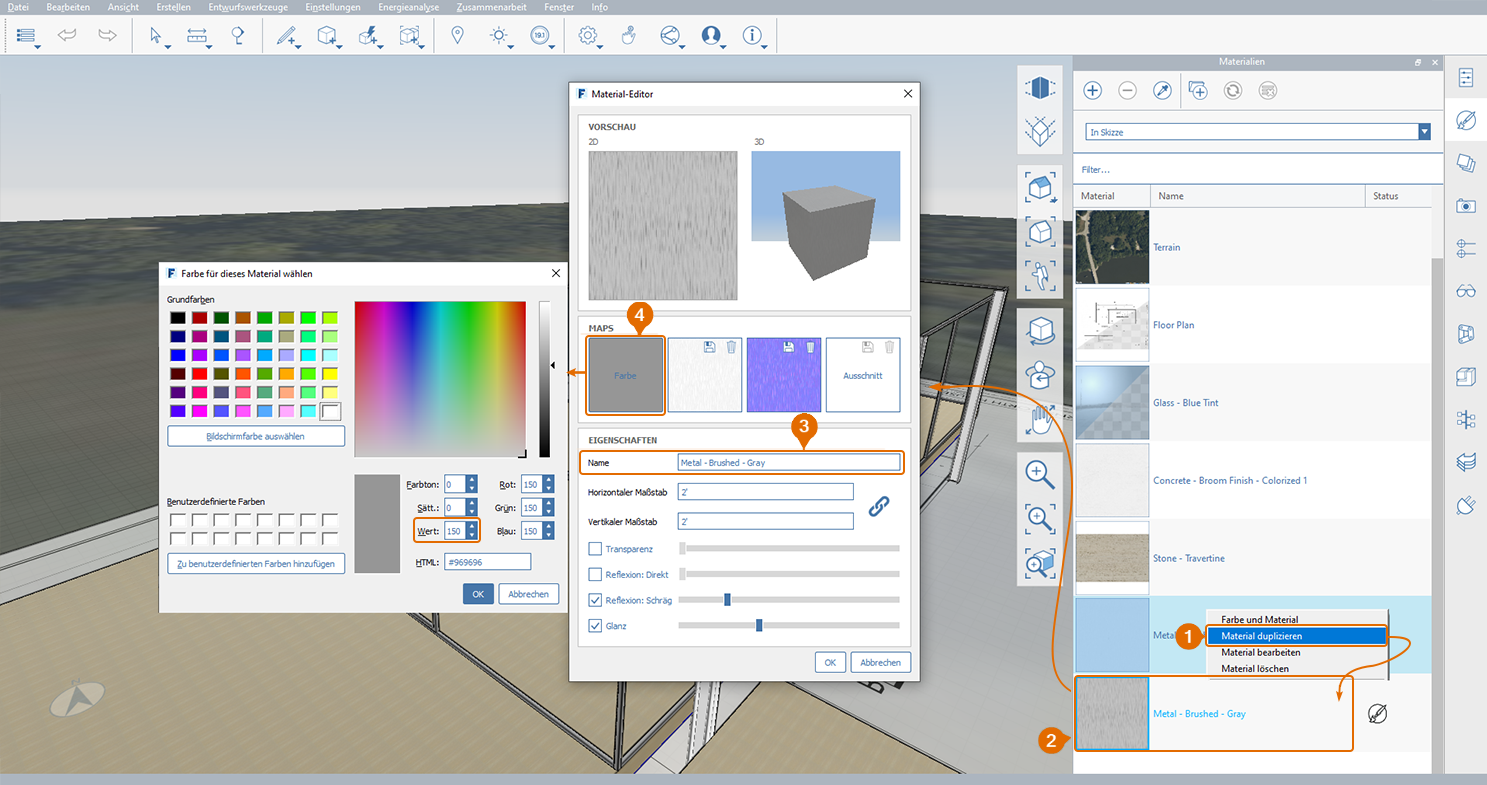 Datei Bearbeiten Ansicht Erstellen Entwurfswerkzeuge Einstellungen Energieanalyse Zusammenarbeit Fenster Info
19.1
Materialien
In Skizze
Filter...
Material Name Status
Terrain
Floor Plan
Glass - Blue Tint
Concrete - Broom Finish - Colorized 1
Stone - Travertine
Metal
1
Farbe und Material
Material duplizieren
Material bearbeiten
Material löschen
2
Metal - Brushed - Gray
Material-Editor
VORSCHAU
2D 3D
4
MAPS
Farbe
Ausschnitt
3
EIGENSCHAFTEN
Name Metal - Brushed - Gray
Horizontaler Maßstab 2'
Vertikaler Maßstab 2'
Transparenz
Reflexion: Direkt
Reflexion: Schräg
Glanz
OK Abbrechen
Farbe für dieses Material wählen
Grundfarben
Bildschirmfarbe auswählen
Benutzerdefinierte Farben
Zu benutzerdefinierten Farben hinzufügen
Farbton: 0 Rot: 150
Sätt.: 0 Grün: 150
Wert: 150 Blau: 150
HTML: #969696
OK Abbrechen
N